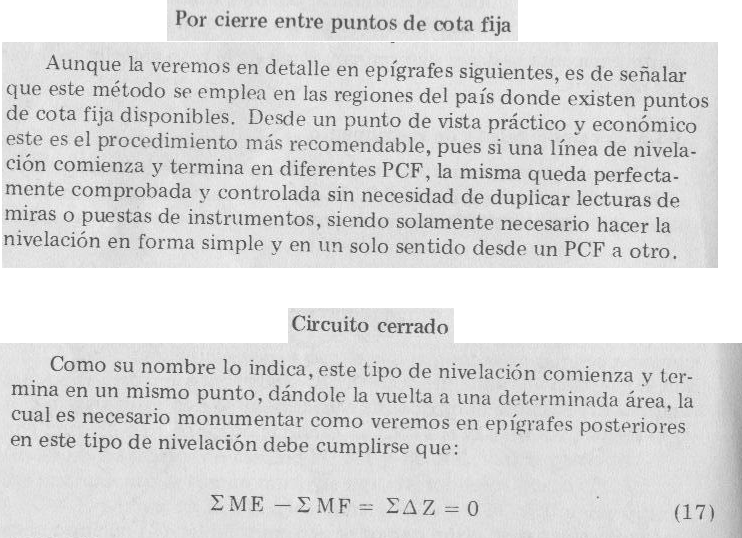 Por cierre entre puntos de cota fija
Aunque la veremos en detalle en epígrafes siguientes, es de señalar
que este método se emplea en las regiones del país donde existen puntos
de cota fija disponibles. Desde un punto de vista práctico y económico
este es el procedimiento más recomendable, pues si una línea de nivela-
ción comienza y termina en diferentes PCF, la misma queda perfecta-
mente comprobada y controlada sin necesidad de duplicar lecturas de
miras o puestas de instrumentos, siendo solamente necesario hacer la
nivelación en forma simple y en un solo sentido desde un PCF a otro.
Circuito cerrado
Como su nombre lo indica, este tipo de nivelación comienza y ter-
mina en un mismo punto, dándole la vuelta a una determinada área, la
cual es necesario monumentar como veremos en epígrafes posteriores
en este tipo de nivelación debe cumplirse que:
Σ ME − Σ MF = ΣΔ Z = 0 (17)